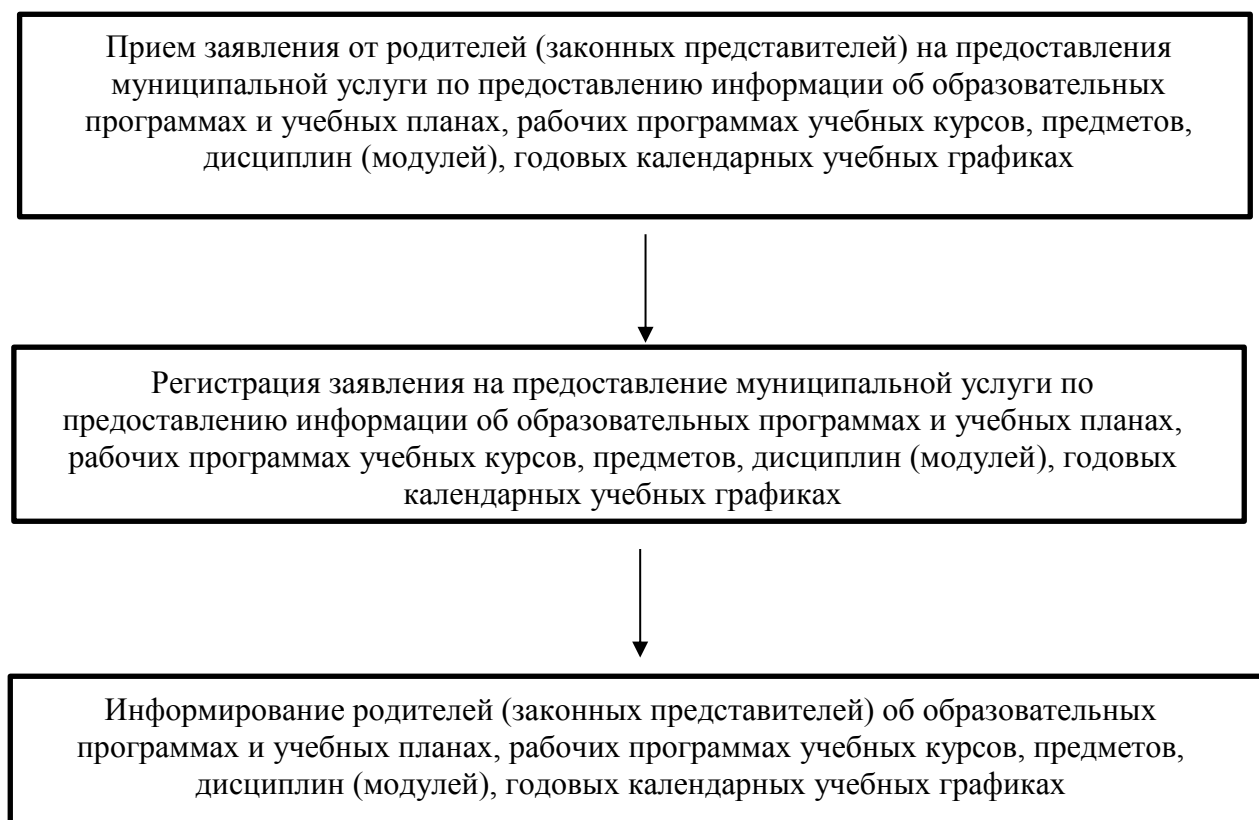 Прием заявления от родителей (законных представителей) на предоставления
муниципальной услуги по предоставлению информации об образовательных
программах и учебных планах, рабочих программах учебных курсов, предметов,
дисциплин (модулей), годовых календарных учебных графиках
Регистрация заявления на предоставление муниципальной услуги по
предоставлению информации об образовательных программах и учебных планах,
рабочих программах учебных курсов, предметов, дисциплин (модулей), годовых
календарных учебных графиках
Информирование родителей (законных представителей) об образовательных
программах и учебных планах, рабочих программах учебных курсов, предметов,
дисциплин (модулей), годовых календарных учебных графиках